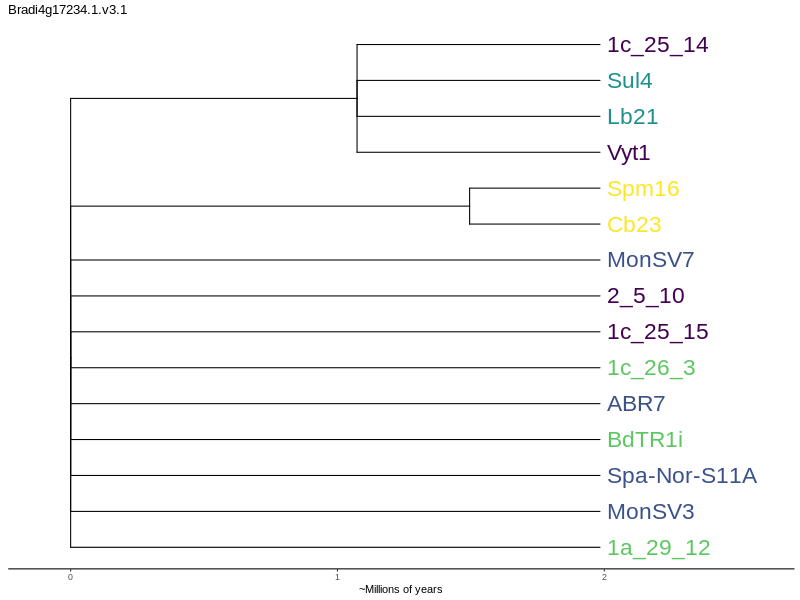 Bradi4g17234.1.v3.1
1c_25_14
Sul4
Lb21
Vyt1
Spm16
Cb23
MonSV7
2_5_10
1c_25_15
1c_26_3
ABR7
BdTR1i
Spa-Nor-S11A
MonSV3
1a_29_12
0 1 2
~Millions of years